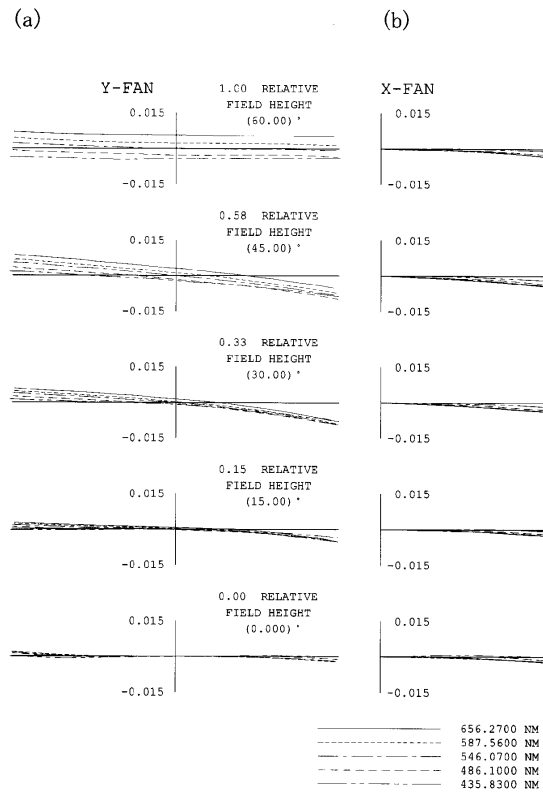 (a) (b)
Y-FAN 1.00 RELATIVE X-FAN
FIELD HEIGHT
0.015 (60.00)° 0.015
-0.015 -0.015
0.58 RELATIVE
FIELD HEIGHT
0.015 (45.00)° 0.015
-0.015 -0.015
0.33 RELATIVE
FIELD HEIGHT
0.015 (30.00)° 0.015
-0.015 -0.015
0.15 RELATIVE
FIELD HEIGHT
0.015 (15.00)° 0.015
-0.015 -0.015
0.00 RELATIVE
FIELD HEIGHT
0.015 (0.000)° 0.015
-0.015 -0.015
656.2700 NM
587.5600 NM
546.0700 NM
486.1000 NM
435.8300 NM